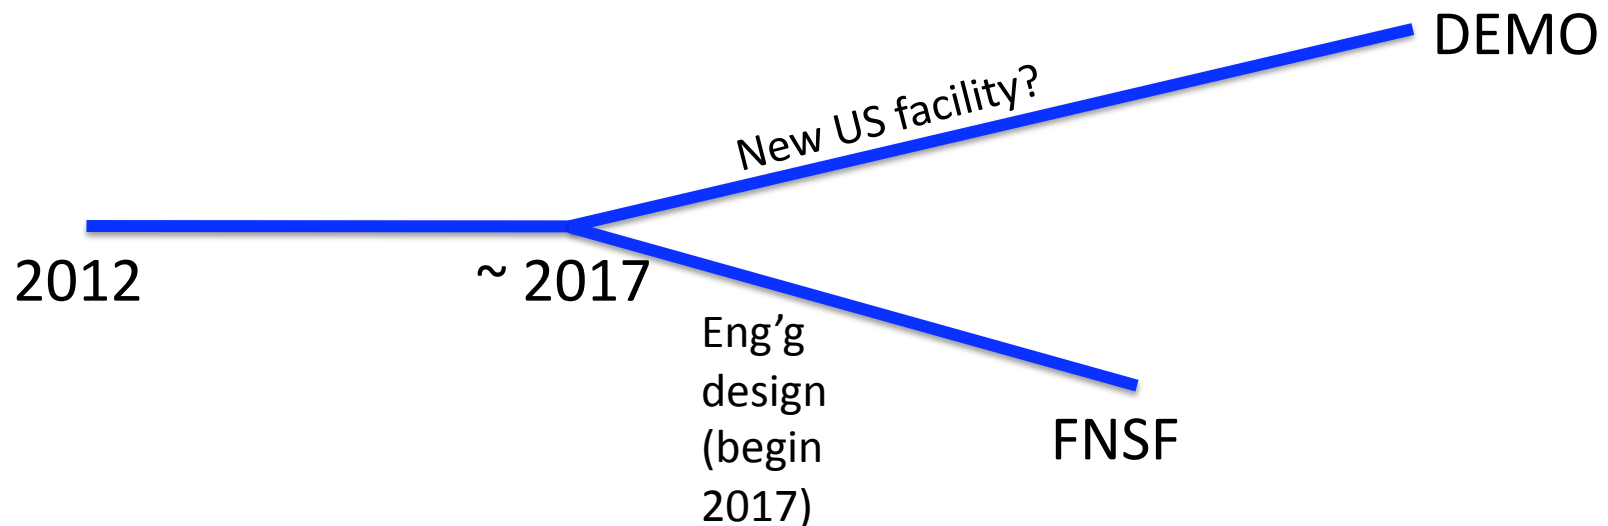 DEMO
New US facility?
2012
~ 2017
Eng’g
design
(begin
2017)
FNSF